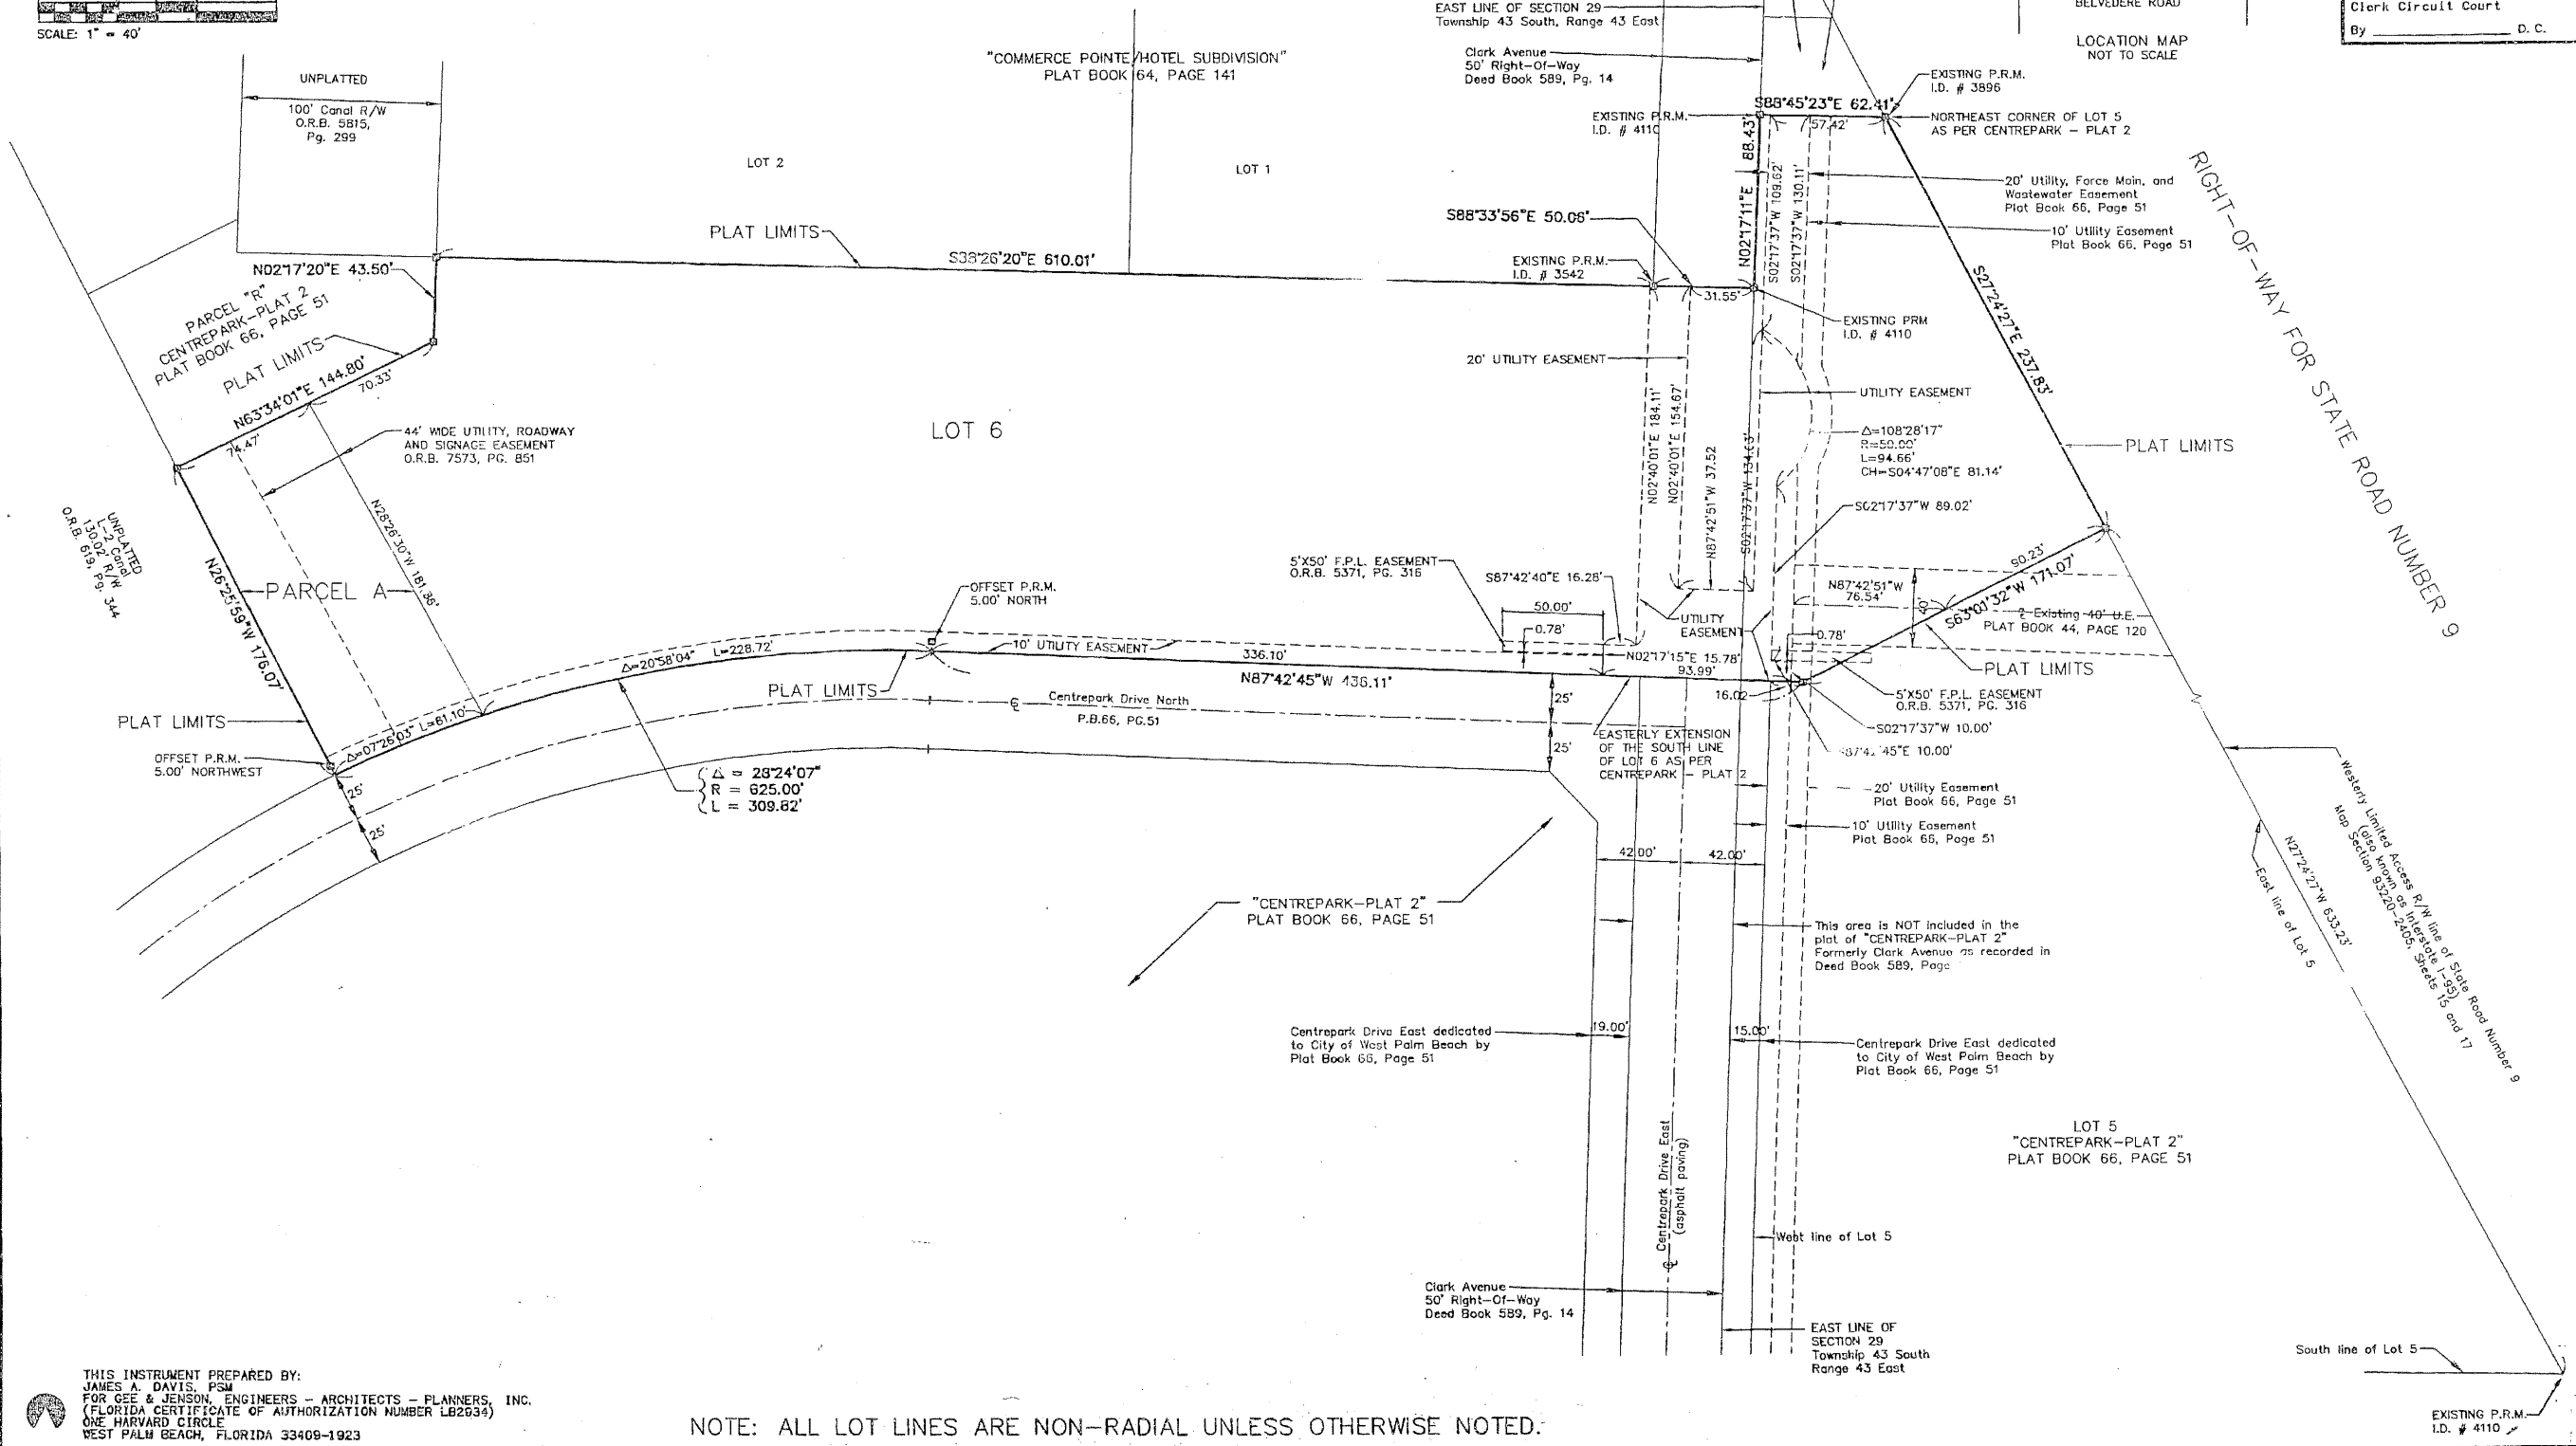 SCALE: 1" = 40'
UNPLATTED
100' Canal R/W
O.R.B. 5815,
Pg. 299
"COMMERCE POINTE/HOTEL SUBDIVISION"
PLAT BOOK 64, PAGE 141
LOT 2
LOT 1
EAST LINE OF SECTION 29
Township 43 South, Range 43 East
Clark Avenue
50' Right-Of-Way
Deed Book 589, Pg. 14
EXISTING P.R.M.
I.D. # 4110
BELVEDERE ROAD
LOCATION MAP
NOT TO SCALE
Clerk Circuit Court
By ____________ D. C.
EXISTING P.R.M.
I.D. # 3896
S88°45'23"E 62.41'
57.42'
NORTHEAST CORNER OF LOT 5
AS PER CENTREPARK - PLAT 2
88.43'
N02°17'11"E
S02°17'37"W 109.62'
S02°17'37"W 130.11'
20' Utility, Force Main, and
Wastewater Easement
Plat Book 66, Page 51
10' Utility Easement
Plat Book 66, Page 51
RIGHT-OF-WAY FOR STATE ROAD NUMBER 9
S27°24'27"E 237.83'
PLAT LIMITS
S88°26'20"E 610.01'
S88°33'56"E 50.06'
EXISTING P.R.M.
I.D. # 3542
31.55'
EXISTING PRM
I.D. # 4110
N02°17'20"E 43.50'
PARCEL "R"
CENTREPARK-PLAT 2
PLAT BOOK 66, PAGE 51
PLAT LIMITS
N63°34'01"E 144.80'
70.33'
74.47'
44' WIDE UTILITY, ROADWAY
AND SIGNAGE EASEMENT
O.R.B. 7573, PG. 851
LOT 6
20' UTILITY EASEMENT
N02°40'01"E 184.11'
N02°40'01"E 154.67'
N87°42'51"W 37.52
S02°17'37"W 134.63'
UTILITY EASEMENT
Δ=108°28'17"
R=50.00'
L=94.66'
CH=S04°47'08"E 81.14'
PLAT LIMITS
S02°17'37"W 89.02'
UNPLATTED
L-2 Canal
130.02' R/W
O.R.B. 619, Pg. 344
N26°25'59"W 176.07'
PARCEL A
N28°26'30"W 181.36'
OFFSET P.R.M.
5.00' NORTH
5'X50' F.P.L. EASEMENT
O.R.B. 5371, PG. 316
S87°42'40"E 16.28'
50.00'
0.78'
UTILITY
EASEMENT
N87°42'51"W
76.54'
40'
90.23'
S63°01'32"W 171.07'
Existing 40' U.E.
PLAT BOOK 44, PAGE 120
0.78'
PLAT LIMITS
Δ=20°58'04" L=228.72'
10' UTILITY EASEMENT
336.10'
N02°17'15"E 15.78'
93.99'
N87°42'45"W 436.11'
16.02
5'X50' F.P.L. EASEMENT
O.R.B. 5371, PG. 316
PLAT LIMITS
Centrepark Drive North
P.B.66, PG.51
25'
25'
EASTERLY EXTENSION
OF THE SOUTH LINE
OF LOT 6 AS PER
CENTREPARK - PLAT 2
S02°17'37"W 10.00'
45"E 10.00'
PLAT LIMITS
Δ=07°26'03" L=81.10'
OFFSET P.R.M.
5.00' NORTHWEST
25'
25'
Δ = 28°24'07"
R = 625.00'
L = 309.82'
20' Utility Easement
Plat Book 66, Page 51
10' Utility Easement
Plat Book 66, Page 51
42.00'
42.00'
Westerly Limited Access R/W line of State Road Number 9
(also known as Interstate I-95)
Map Section 93220-2405, Sheets 15 and 17
N27°24'27"W 633.23'
East line of Lot 5
"CENTREPARK-PLAT 2"
PLAT BOOK 66, PAGE 51
This area is NOT included in the
plat of "CENTREPARK-PLAT 2"
Formerly Clark Avenue as recorded in
Deed Book 589, Page
Centrepark Drive East dedicated
to City of West Palm Beach by
Plat Book 66, Page 51
19.00'
15.00'
Centrepark Drive East dedicated
to City of West Palm Beach by
Plat Book 66, Page 51
Centrepark Drive East
(asphalt paving)
LOT 5
"CENTREPARK-PLAT 2"
PLAT BOOK 66, PAGE 51
West line of Lot 5
Clark Avenue
50' Right-Of-Way
Deed Book 589, Pg. 14
EAST LINE OF
SECTION 29
Township 43 South
Range 43 East
South line of Lot 5
EXISTING P.R.M.
I.D. # 4110
THIS INSTRUMENT PREPARED BY:
JAMES A. DAVIS, PSM
FOR GEE & JENSON, ENGINEERS - ARCHITECTS - PLANNERS, INC.
(FLORIDA CERTIFICATE OF AUTHORIZATION NUMBER LB2934)
ONE HARVARD CIRCLE
WEST PALM BEACH, FLORIDA 33409-1923
NOTE: ALL LOT LINES ARE NON-RADIAL UNLESS OTHERWISE NOTED.